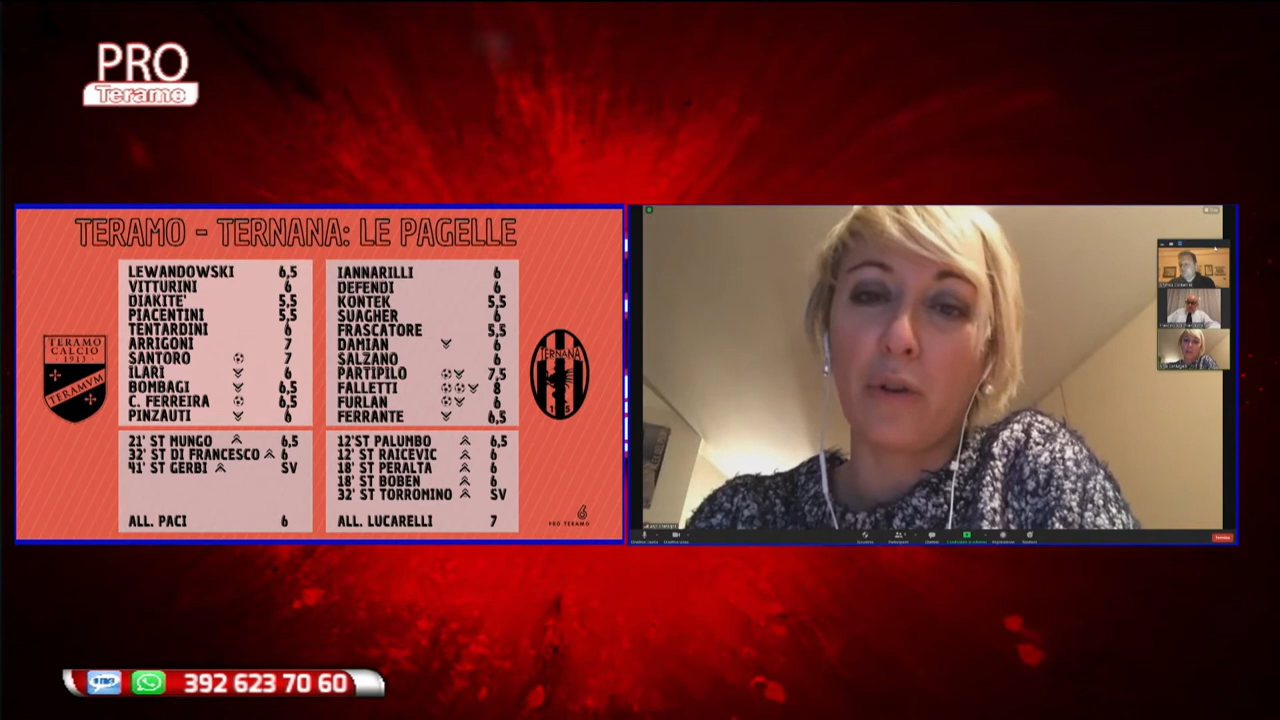 PRO
Teramo
TERAMO - TERNANA: LE PAGELLE
LEWANDOWSKI 6,5
VITTURINI 6
DIAKITE' 5,5
PIACENTINI 5,5
TENTARDINI 6
ARRIGONI 7
SANTORO 7
ILARI 6
BOMBAGI 6,5
C. FERREIRA 6,5
PINZAUTI 6
21' ST MUNGO 6,5
32' ST DI FRANCESCO 6
41' ST GERBI SV
ALL. PACI 6
IANNARILLI 6
DEFENDI 6
KONTEK 5,5
SUAGHER 6
FRASCATORE 5,5
DAMIAN 6
SALZANO 6
PARTIPILO 7,5
FALLETTI 8
FURLAN 6
FERRANTE 6,5
12'ST PALUMBO 6,5
12' ST RAICEVIC 6
18' ST PERALTA 6
18' ST BOBEN 6
32' ST TORROMINO SV
ALL. LUCARELLI 7
TERAMO
CALCIO
· 1913 ·
TERAMVM
TERNANA
6
PRO TERAMO
392 623 70 60